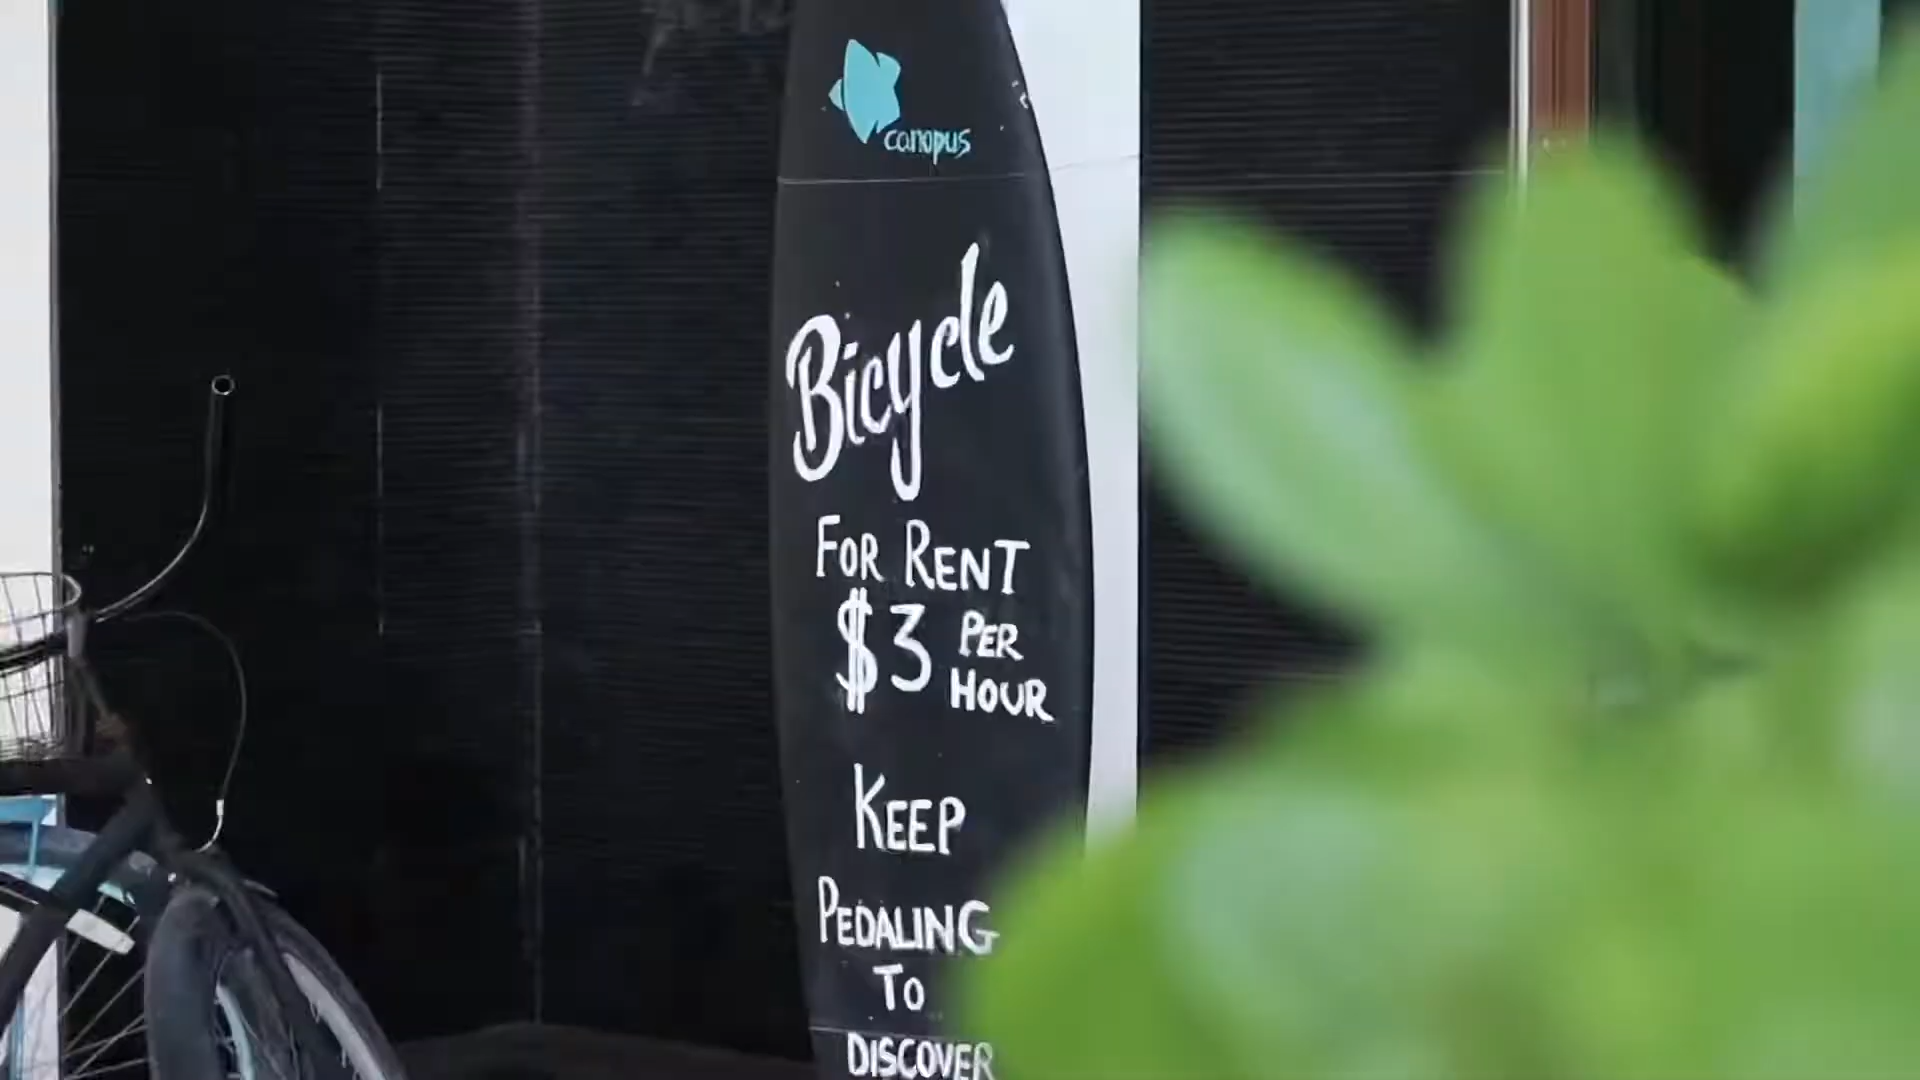 canopus
Bicycle
FOR RENT
$3 PER
HOUR
KEEP
PEDALING
TO
DISCOVER